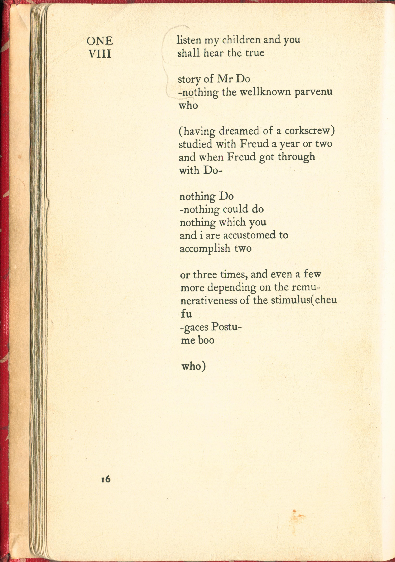 ONE
VIII
listen my children and you
shall hear the true
story of Mr Do
-nothing the wellknown parvenu
who
(having dreamed of a corkscrew)
studied with Freud a year or two
and when Freud got through
with Do-
nothing Do
-nothing could do
nothing which you
and i are accustomed to
accomplish two
or three times, and even a few
more depending on the remu-
nerativeness of the stimulus(eheu
fu
-gaces Postu-
me boo
who)
16